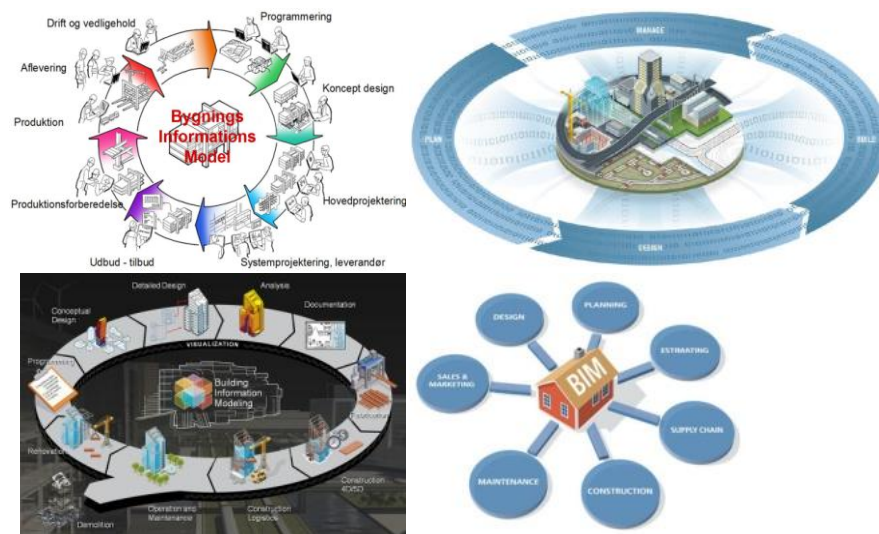 Drift og vedligehold
Programmering
Aflevering
Koncept design
Bygnings
Informations
Model
Produktion
Produktionsforberedelse
Hovedprojektering
Udbud - tilbud
Systemprojektering, leverandør
MANAGE
PLAN
BUILD
DESIGN
Detailed Design
Analysis
Conceptual
Design
Documentation
VISUALIZATION
Programming
Building
Information
Modeling
Fabrication
Renovation
Construction
4D/5D
Operation and
Maintenance
Construction
Logistics
Demolition
PLANNING
DESIGN
ESTIMATING
SALES &
MARKETING
BIM
SUPPLY CHAIN
MAINTENANCE
CONSTRUCTION